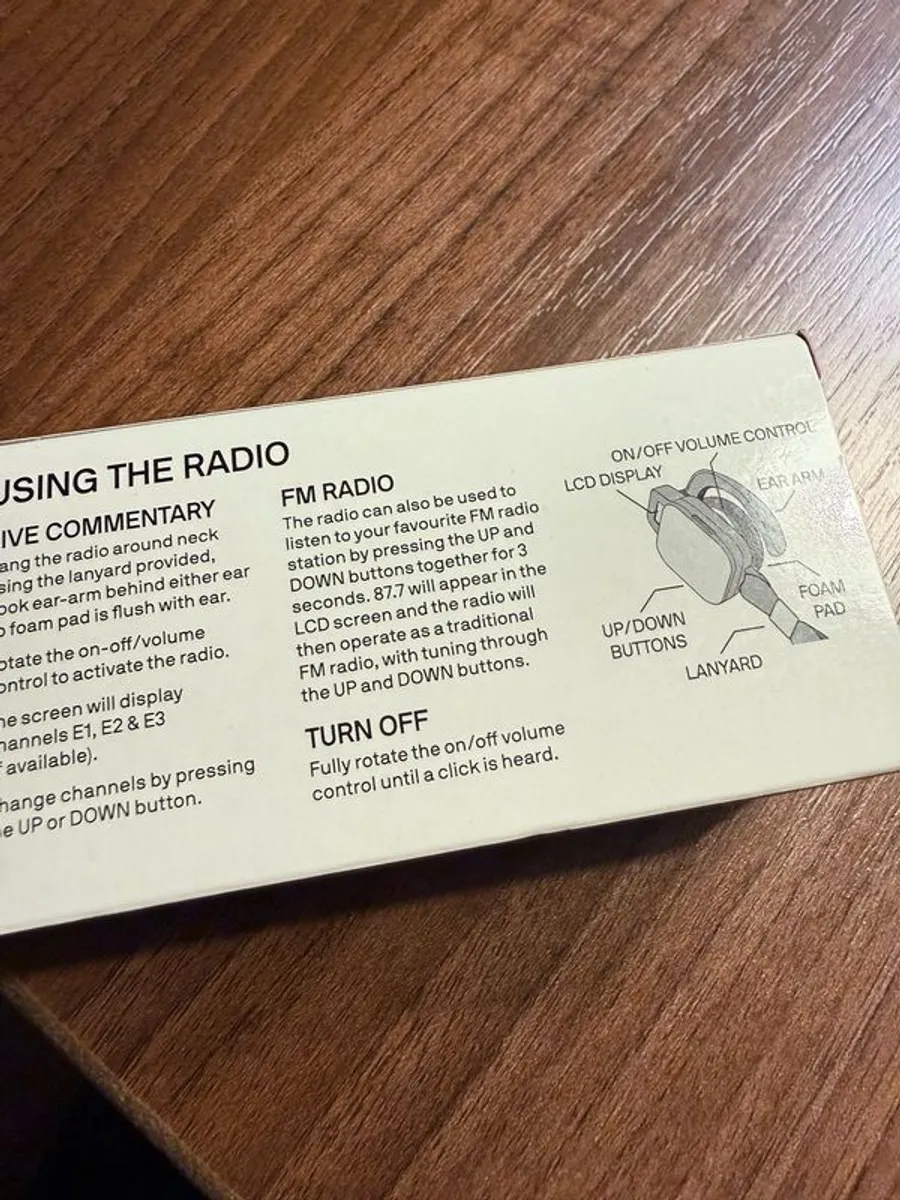 USING THE RADIO
IVE COMMENTARY
ang the radio around neck
sing the lanyard provided,
ook ear-arm behind either ear
o foam pad is flush with ear.
otate the on-off/volume
ontrol to activate the radio.
he screen will display
hannels E1, E2 & E3
f available).
hange channels by pressing
e UP or DOWN button.
FM RADIO
The radio can also be used to
listen to your favourite FM radio
station by pressing the UP and
DOWN buttons together for 3
seconds. 87.7 will appear in the
LCD screen and the radio will
then operate as a traditional
FM radio, with tuning through
the UP and DOWN buttons.
TURN OFF
Fully rotate the on/off volume
control until a click is heard.
ON/OFF VOLUME CONTROL
LCD DISPLAY
EAR ARM
FOAM
PAD
UP/DOWN
BUTTONS
LANYARD